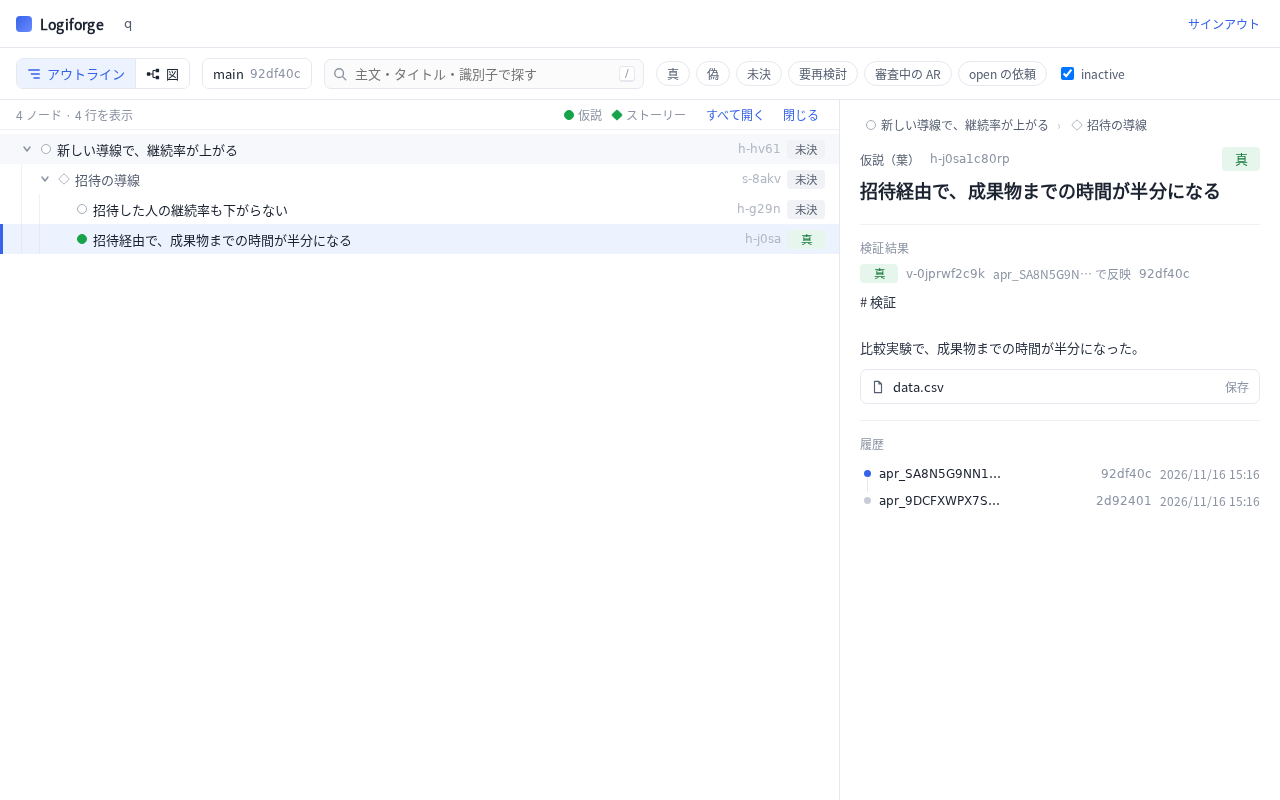 Logiforge q サインアウト
アウトライン 図 main 92df40c 主文・タイトル・識別子で探す / 真 偽 未決 要再検討 審査中の AR open の依頼 inactive
4 ノード · 4 行を表示 仮説 ストーリー すべて開く 閉じる
新しい導線で、継続率が上がる h-hv61 未決
招待の導線 s-8akv 未決
招待した人の継続率も下がらない h-g29n 未決
招待経由で、成果物までの時間が半分になる h-j0sa 真
新しい導線で、継続率が上がる › 招待の導線
仮説（葉） h-j0sa1c80rp 真
招待経由で、成果物までの時間が半分になる
検証結果
真 v-0jprwf2c9k apr_SA8N5G9N… で反映 92df40c
# 検証
比較実験で、成果物までの時間が半分になった。
data.csv 保存
履歴
apr_SA8N5G9NN1… 92df40c 2026/11/16 15:16
apr_9DCFXWPX7S… 2d92401 2026/11/16 15:16